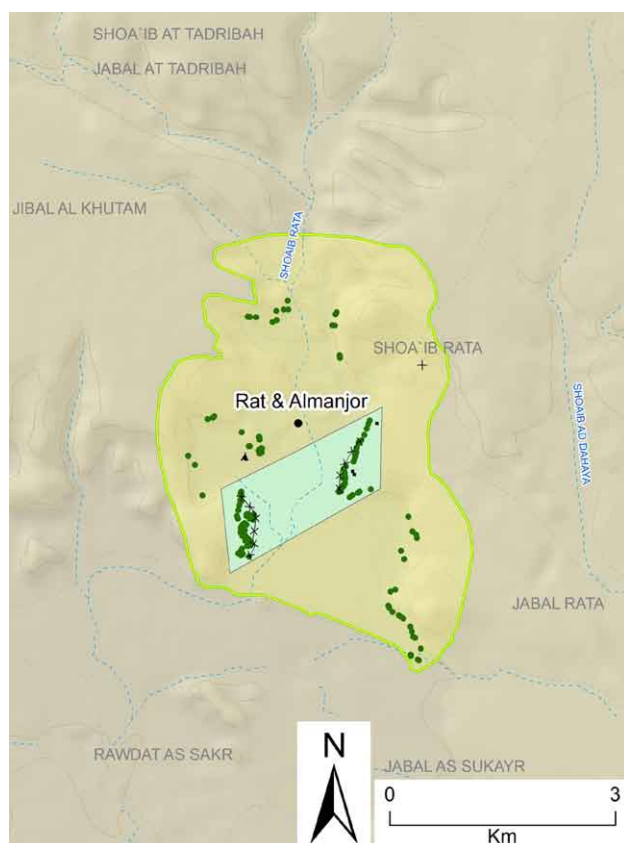 SHOA`IB AT TADRIBAH
JABAL AT TADRIBAH
JIBAL AL KHUTAM
SHOAIB RATA
SHOA`IB RATA
Rat & Almanjor
SHOAIB AD DAHAYA
JABAL RATA
RAWDAT AS SAKR
JABAL AS SUKAYR
N
0 3
Km